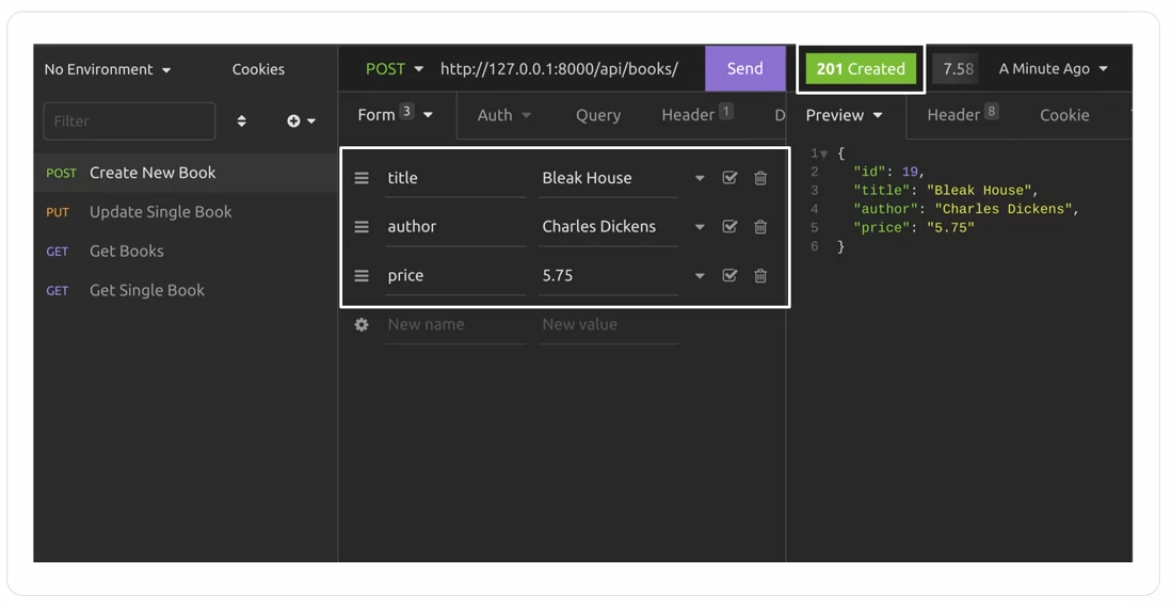 No Environment
Cookies
POST http://127.0.0.1:8000/api/books/ Send
201 Created 7.58 A Minute Ago
Filter
Form 3 Auth Query Header 1 D
Preview Header 8 Cookie
POST Create New Book
PUT Update Single Book
GET Get Books
GET Get Single Book
title Bleak House
author Charles Dickens
price 5.75
New name New value
1 {
2 "id": 19,
3 "title": "Bleak House",
4 "author": "Charles Dickens",
5 "price": "5.75"
6 }